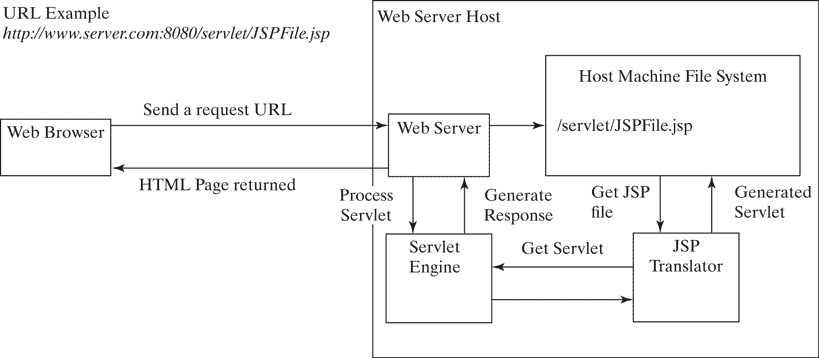 URL Example
http://www.server.com:8080/servlet/JSPFile.jsp
Web Server Host
Host Machine File System
/servlet/JSPFile.jsp
Send a request URL
Web Browser
Web Server
HTML Page returned
Process
Servlet
Generate
Response
Get JSP
file
Generated
Servlet
Servlet
Engine
Get Servlet
JSP
Translator